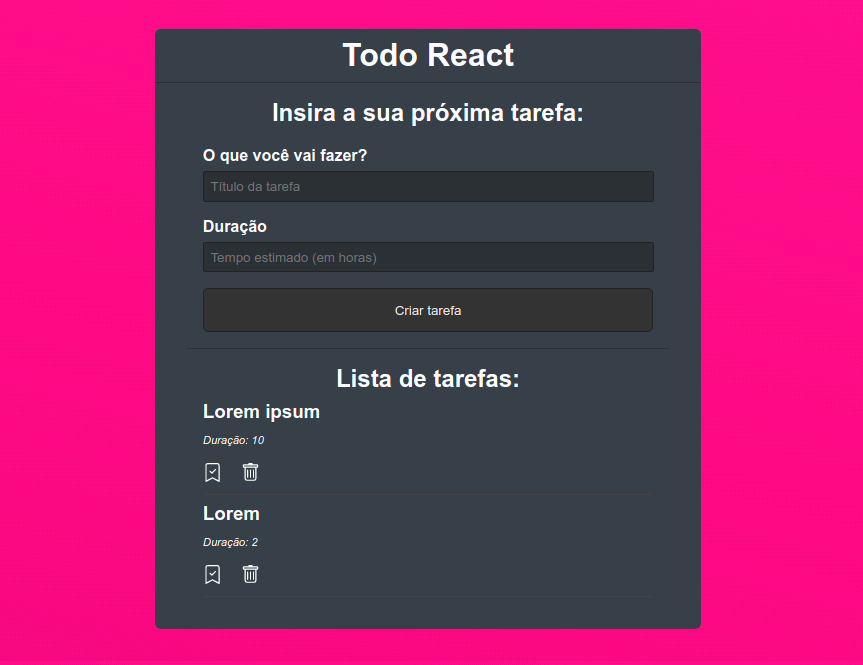 Todo React
Insira a sua próxima tarefa:
O que você vai fazer?
Título da tarefa
Duração
Tempo estimado (em horas)
Criar tarefa
Lista de tarefas:
Lorem ipsum
Duração: 10
Lorem
Duração: 2